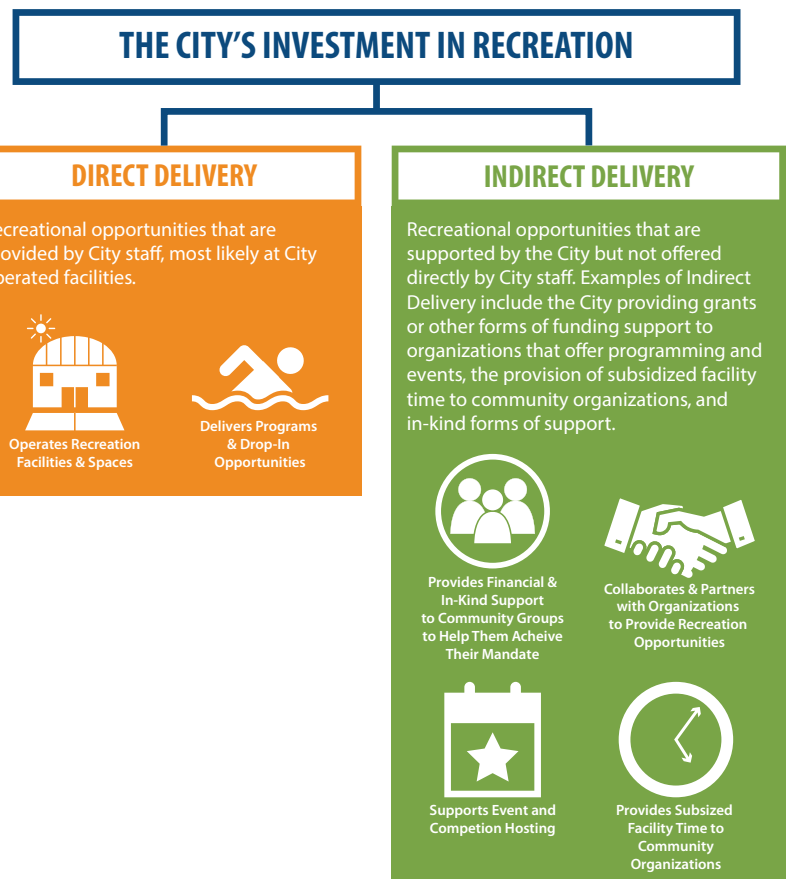 THE CITY'S INVESTMENT IN RECREATION
DIRECT DELIVERY
ecreational opportunities that are
ovided by City staff, most likely at City
perated facilities.
Operates Recreation
Facilities & Spaces
Delivers Programs
& Drop-In
Opportunities
INDIRECT DELIVERY
Recreational opportunities that are
supported by the City but not offered
directly by City staff. Examples of Indirect
Delivery include the City providing grants
or other forms of funding support to
organizations that offer programming and
events, the provision of subsidized facility
time to community organizations, and
in-kind forms of support.
Provides Financial &
In-Kind Support
to Community Groups
to Help Them Acheive
Their Mandate
Collaborates & Partners
with Organizations
to Provide Recreation
Opportunities
Supports Event and
Competion Hosting
Provides Subsized
Facility Time to
Community
Organizations